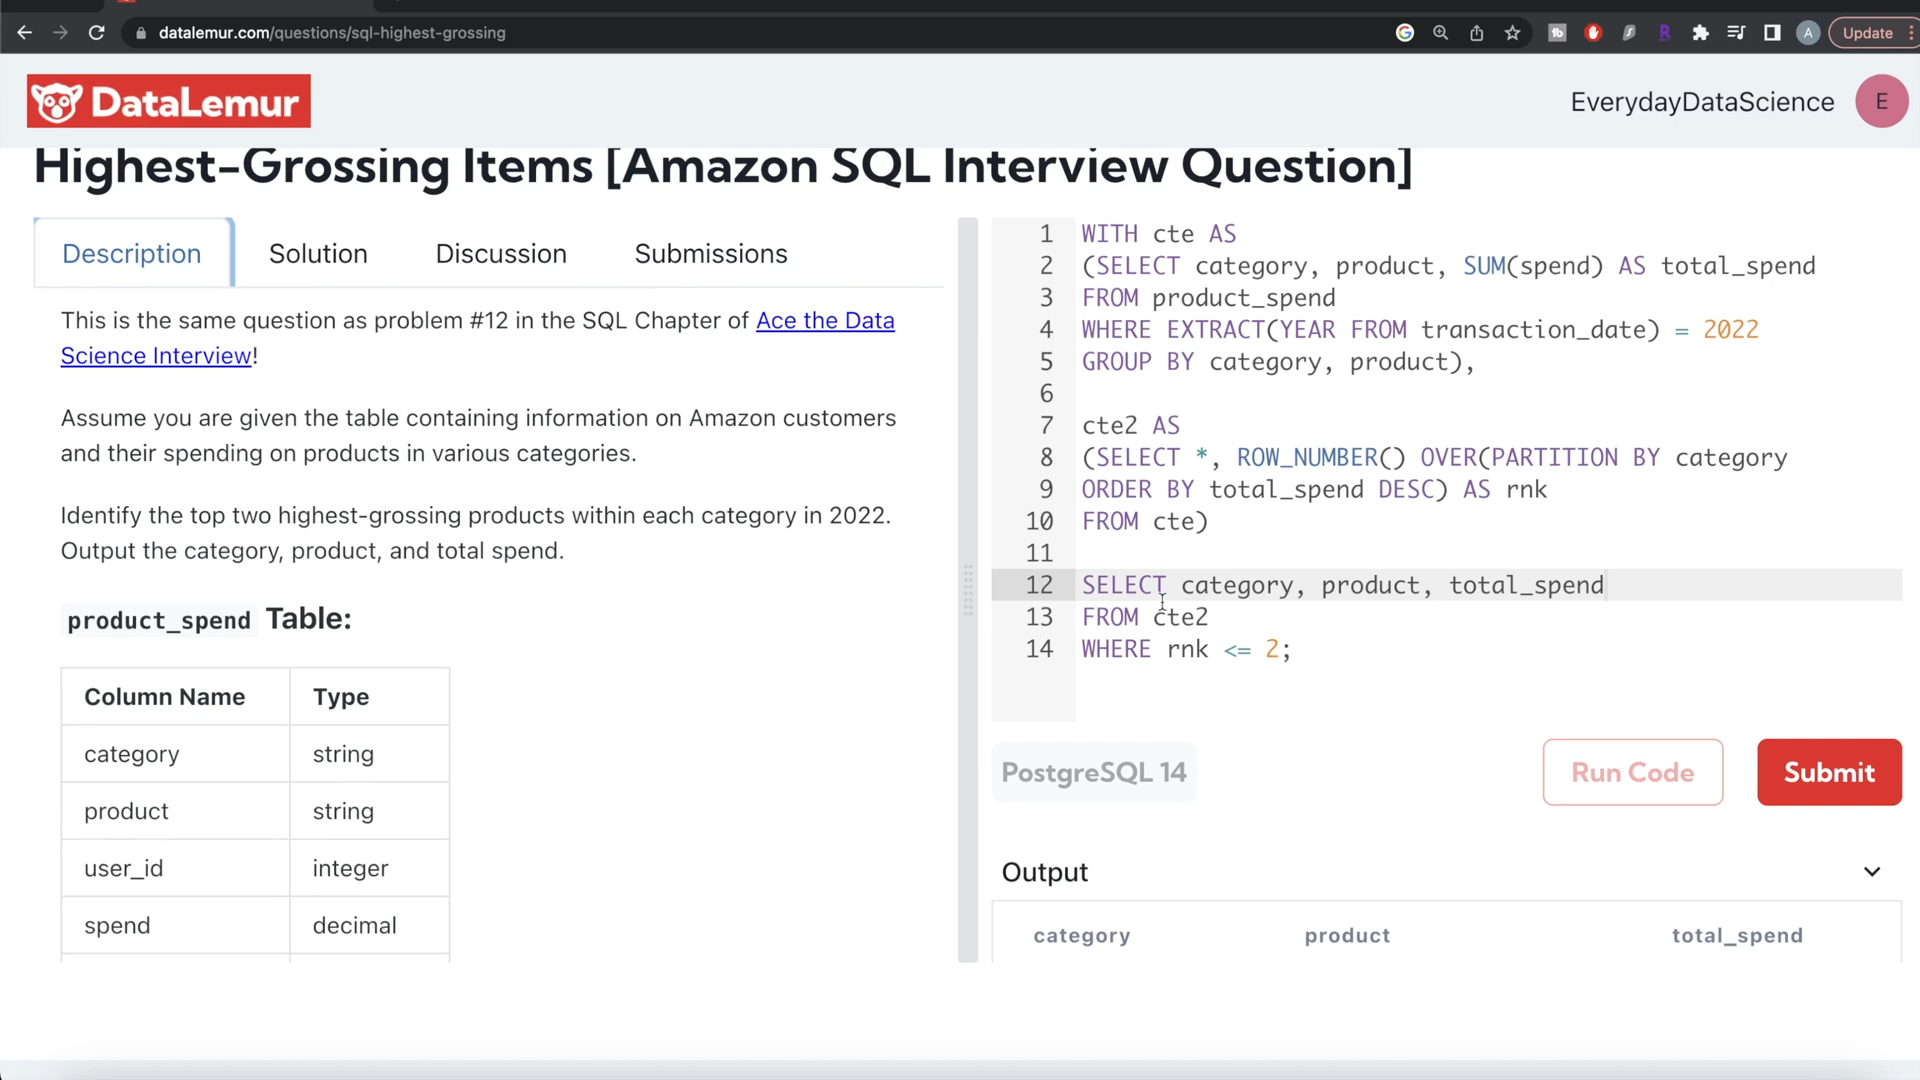 datalemur.com/questions/sql-highest-grossing
A
Update
DataLemur
EverydayDataScience
E
Highest-Grossing Items [Amazon SQL Interview Question]
Description
Solution
Discussion
Submissions
This is the same question as problem #12 in the SQL Chapter of Ace the Data
Science Interview!
Assume you are given the table containing information on Amazon customers
and their spending on products in various categories.
Identify the top two highest-grossing products within each category in 2022.
Output the category, product, and total spend.
product_spend Table:
Column Name Type
category string
product string
user_id integer
spend decimal
1 WITH cte AS
2 (SELECT category, product, SUM(spend) AS total_spend
3 FROM product_spend
4 WHERE EXTRACT(YEAR FROM transaction_date) = 2022
5 GROUP BY category, product),
6
7 cte2 AS
8 (SELECT *, ROW_NUMBER() OVER(PARTITION BY category
9 ORDER BY total_spend DESC) AS rnk
10 FROM cte)
11
12 SELECT category, product, total_spend
13 FROM cte2
14 WHERE rnk <= 2;
PostgreSQL 14
Run Code
Submit
Output
category product total_spend